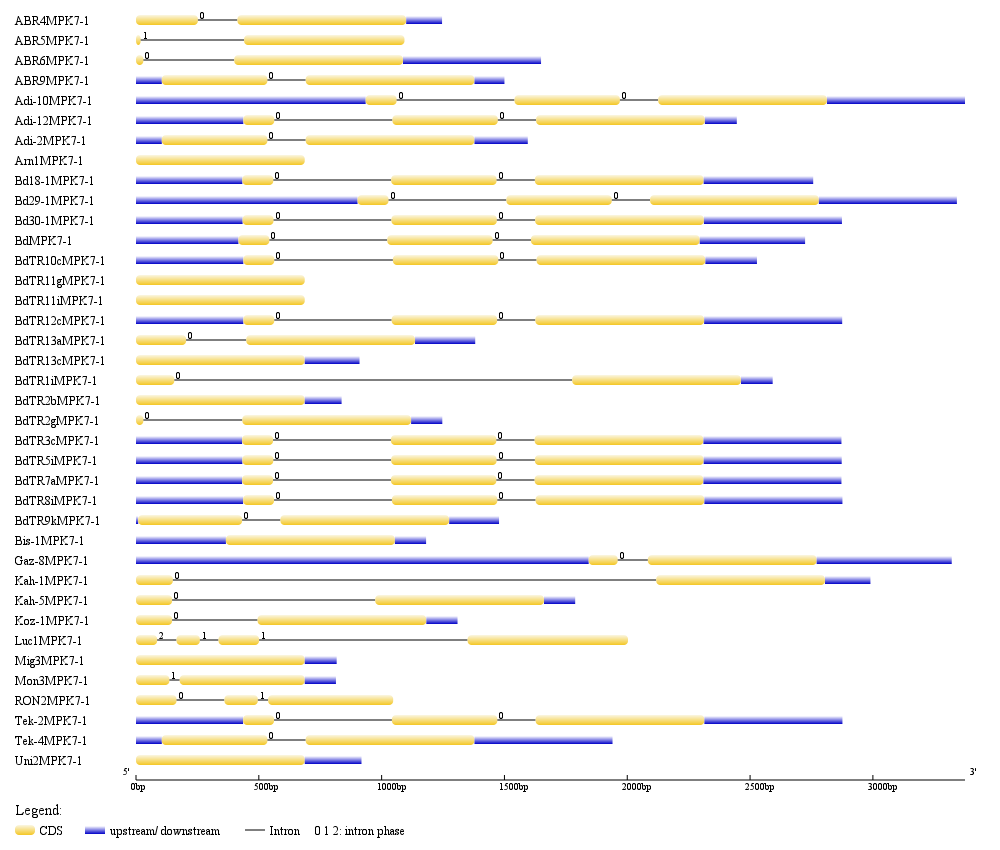 ABR4MPK7-1 0
ABR5MPK7-1 1
ABR6MPK7-1 0
ABR9MPK7-1 0
Adi-10MPK7-1 0 0
Adi-12MPK7-1 0 0
Adi-2MPK7-1 0
Arn1MPK7-1
Bd18-1MPK7-1 0 0
Bd29-1MPK7-1 0 0
Bd30-1MPK7-1 0 0
BdMPK7-1 0 0
BdTR10cMPK7-1 0 0
BdTR11gMPK7-1
BdTR11iMPK7-1
BdTR12cMPK7-1 0 0
BdTR13aMPK7-1 0
BdTR13cMPK7-1
BdTR1iMPK7-1 0
BdTR2bMPK7-1
BdTR2gMPK7-1 0
BdTR3cMPK7-1 0 0
BdTR5iMPK7-1 0 0
BdTR7aMPK7-1 0 0
BdTR8iMPK7-1 0 0
BdTR9kMPK7-1 0
Bis-1MPK7-1
Gaz-8MPK7-1 0
Kah-1MPK7-1 0
Kah-5MPK7-1 0
Koz-1MPK7-1 0
Luc1MPK7-1 2 1 1
Mig3MPK7-1
Mon3MPK7-1 1
RON2MPK7-1 0 1
Tek-2MPK7-1 0 0
Tek-4MPK7-1 0
Uni2MPK7-1
5' 3'
0bp 500bp 1000bp 1500bp 2000bp 2500bp 3000bp
Legend:
CDS upstream/ downstream Intron 0 1 2: intron phase